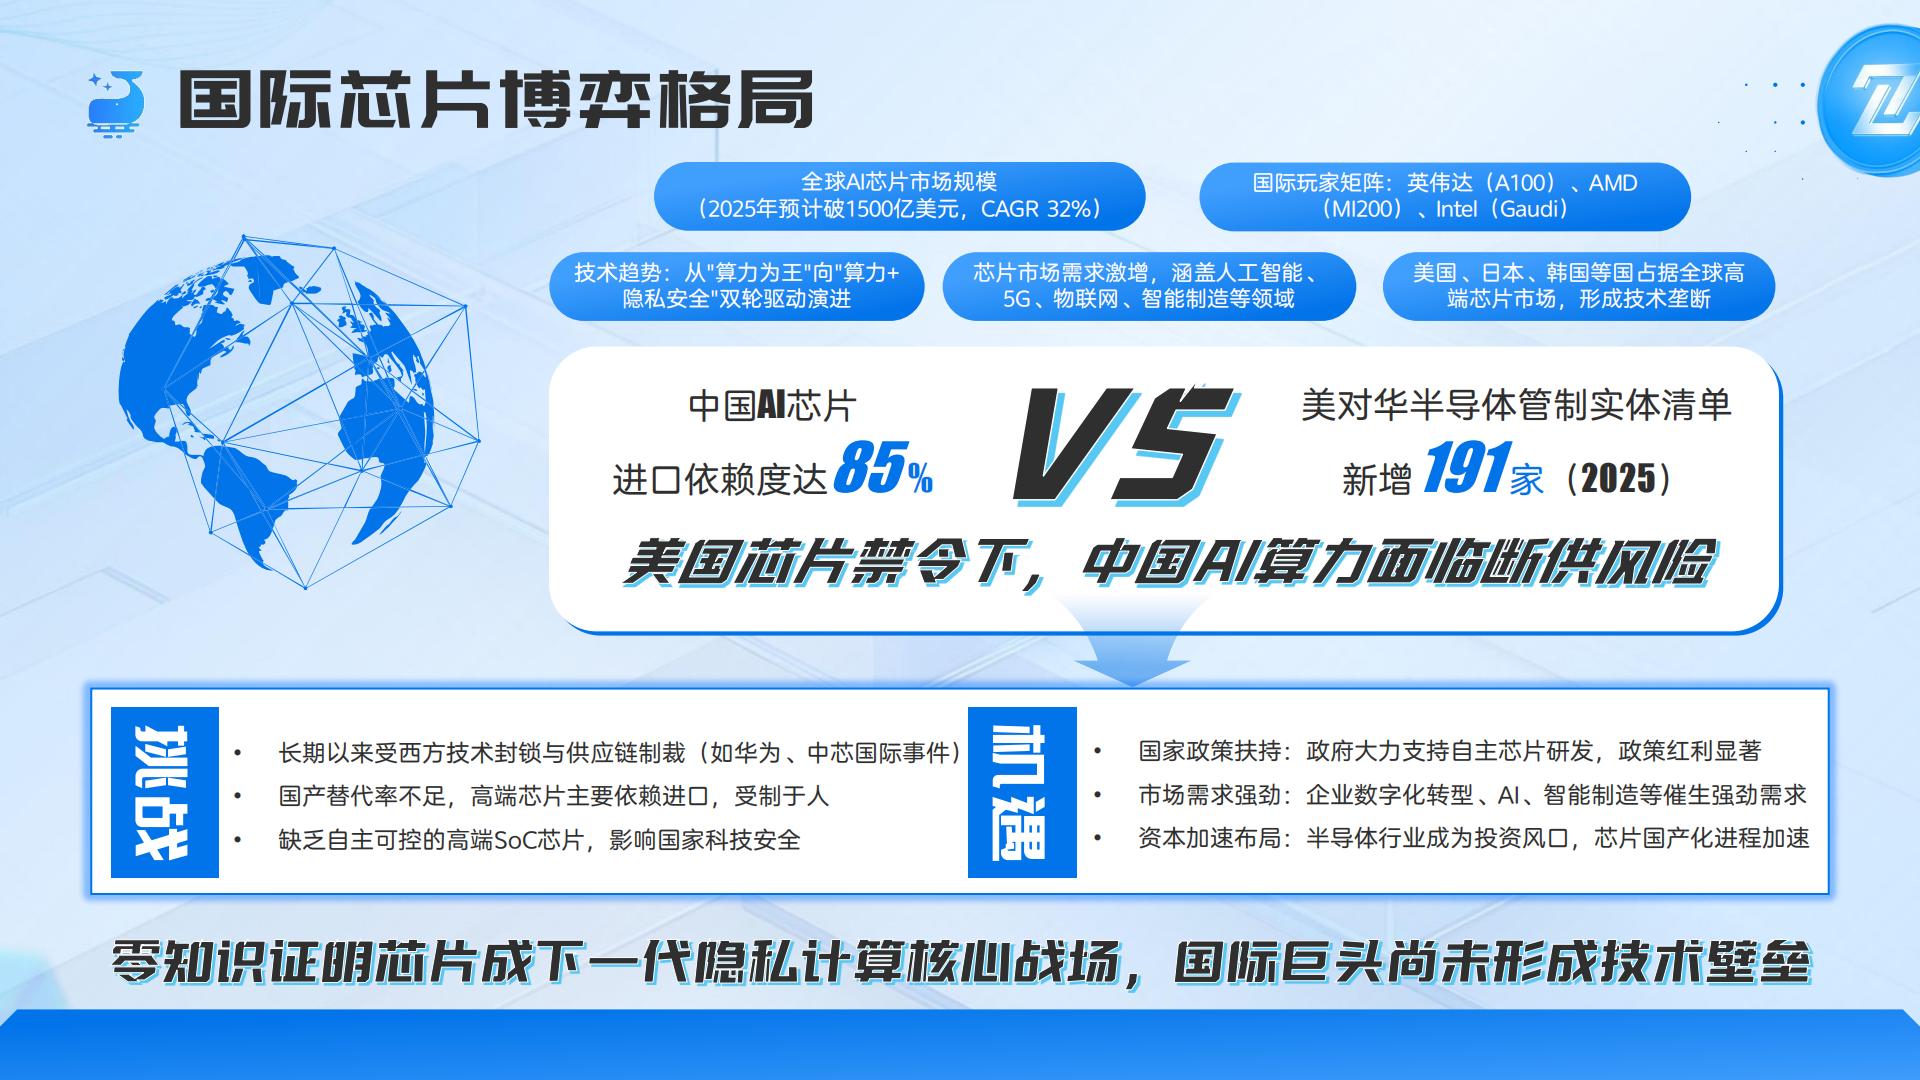 国际芯片博弈格局
全球AI芯片市场规模
（2025年预计破1500亿美元，CAGR 32%）
国际玩家矩阵：英伟达（A100）、AMD
（MI200）、Intel（Gaudi）
技术趋势：从"算力为王"向"算力+
隐私安全"双轮驱动演进
芯片市场需求激增，涵盖人工智能、
5G、物联网、智能制造等领域
美国、日本、韩国等国占据全球高
端芯片市场，形成技术垄断
中国AI芯片
进口依赖度达85%
VS
美对华半导体管制实体清单
新增191家（2025）
美国芯片禁令下，中国AI算力面临断供风险
挑战
• 长期以来受西方技术封锁与供应链制裁（如华为、中芯国际事件）
• 国产替代率不足，高端芯片主要依赖进口，受制于人
• 缺乏自主可控的高端SoC芯片，影响国家科技安全
机遇
• 国家政策扶持：政府大力支持自主芯片研发，政策红利显著
• 市场需求强劲：企业数字化转型、AI、智能制造等催生强劲需求
• 资本加速布局：半导体行业成为投资风口，芯片国产化进程加速
零知识证明芯片成下一代隐私计算核心战场，国际巨头尚未形成技术壁垒